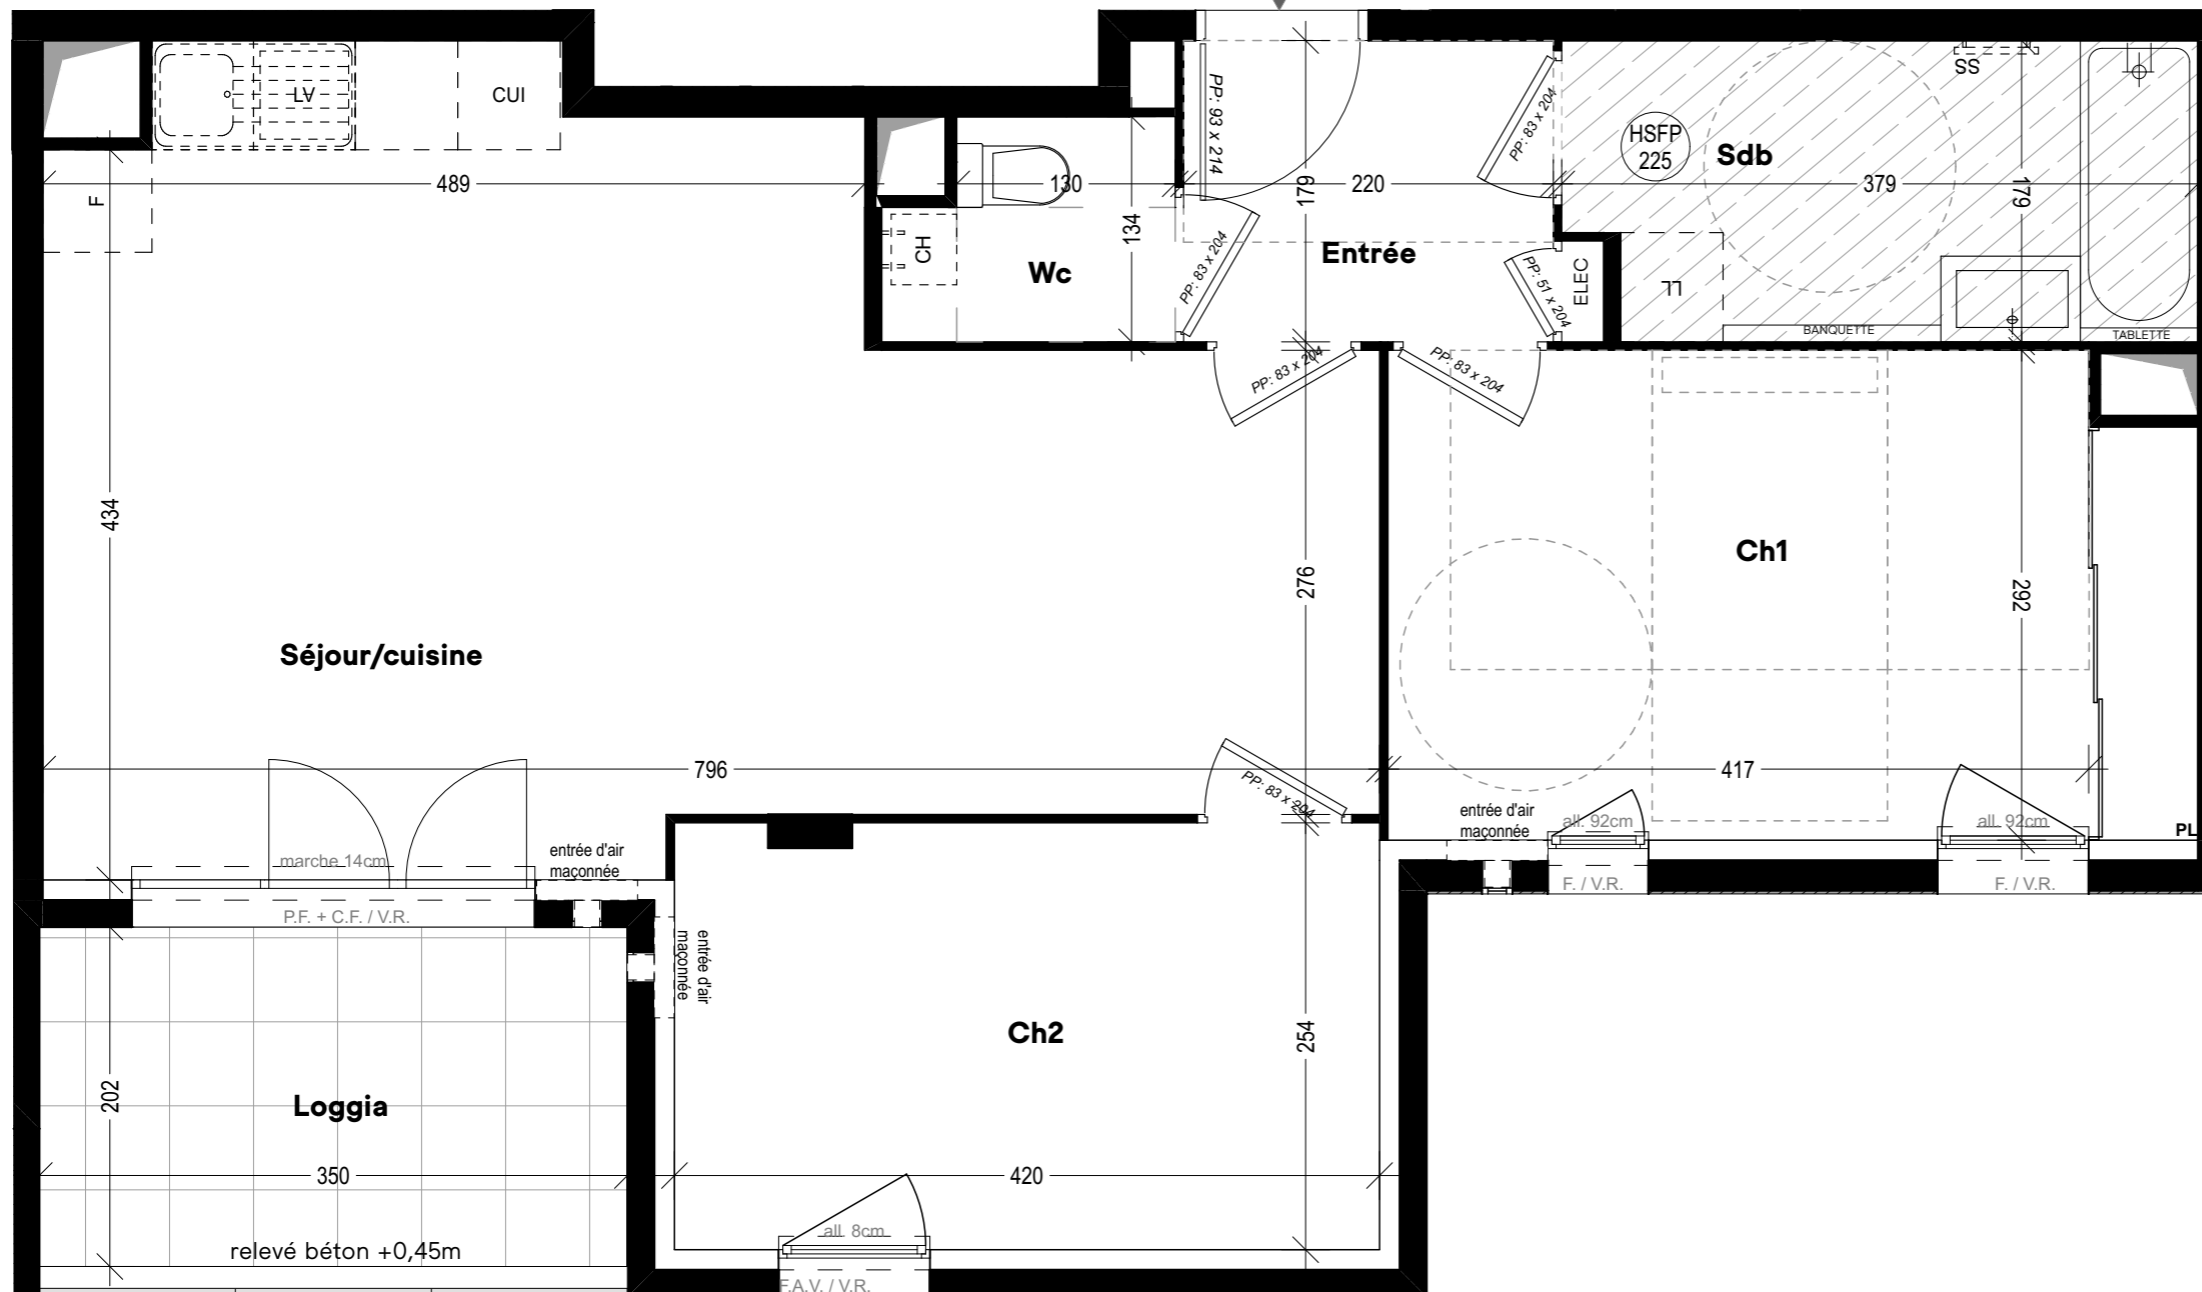 LV
CUI
F
489
CH
130
134
Wc
PP: 93 x 214
179
220
Entrée
PP: 83 x 204
PP: 83 x 204
PP: 51 x 204
ELEC
HSFP
225
Sdb
SS
379
179
LL
BANQUETTE
TABLETTE
PP: 83 x 204
PP: 83 x 204
434
276
Ch1
292
Séjour/cuisine
796
PP: 83 x 204
417
entrée d'air
maçonnée
all. 92cm
all. 92cm
PL
F. / V.R.
F. / V.R.
marche 14cm
entrée d'air
maçonnée
P.F. + C.F. / V.R.
entrée d'air
maçonnée
Ch2
254
202
Loggia
350
420
relevé béton +0,45m
all. 8cm
F.A.V. / V.R.